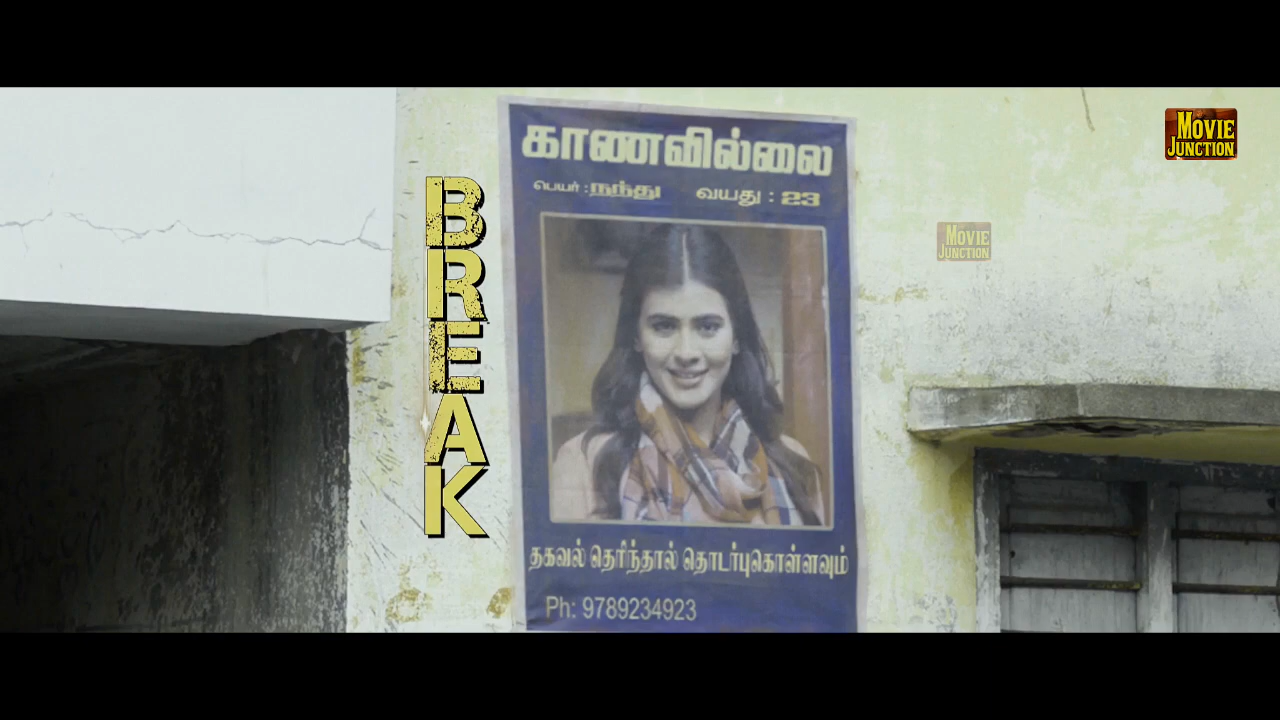 காணவில்லை
பெயர் : நந்து வயது : 23
தகவல் தெரிந்தால் தொடர்புகொள்ளவும்
Ph: 9789234923
BREAK
MOVIE
JUNCTION
MOVIE
JUNCTION